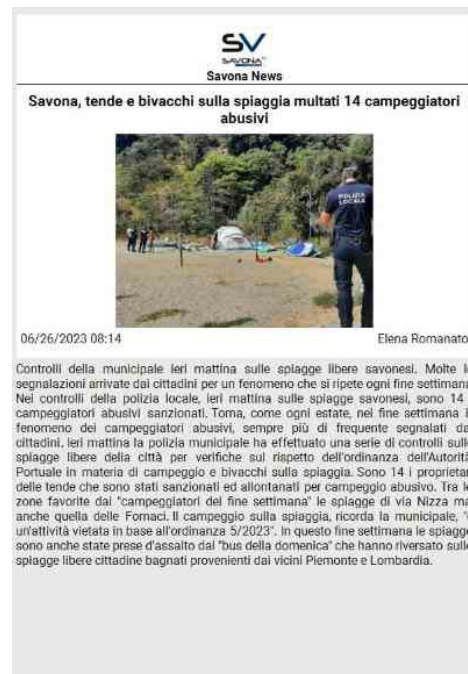 SV
SAVONA
Savona News
Savona, tende e bivacchi sulla spiaggia multati 14 campeggiatori
abusivi
POLIZIA
LOCALE
06/26/2023 08:14 Elena Romanato
Controlli della municipale ieri mattina sulle spiagge libere savonesi. Molte l
segnalazioni arrivate dai cittadini per un fenomeno che si ripete ogni fine settimana
Nei controlli della polizia locale, ieri mattina sulle spiagge savonesi, sono 14
campeggiatori abusivi sanzionati. Torna, come ogni estate, nel fine settimana i
fenomeno dei campeggiatori abusivi, sempre più di frequente segnalati da
cittadini. ieri mattina la polizia municipale ha effettuato una serie di controlli sull
spiagge libere della città per verifiche sul rispetto dell'ordinanza dell'Autorità
Portuale in materia di campeggio e bivacchi sulla spiaggia. Sono 14 i proprietar
delle tende che sono stati sanzionati ed allontanati per campeggio abusivo. Tra l
zone favorite dai "campeggiatori del fine settimana" le spiagge di via Nizza ma
anche quella delle Fornaci. Il campeggio sulla spiaggia, ricorda la municipale, "è
un'attività vietata in base all'ordinanza 5/2023". In questo fine settimana le spiagge
sono anche state prese d'assalto dai "bus della domenica" che hanno riversato sull
spiagge libere cittadine bagnati provenienti dai vicini Piemonte e Lombardia.